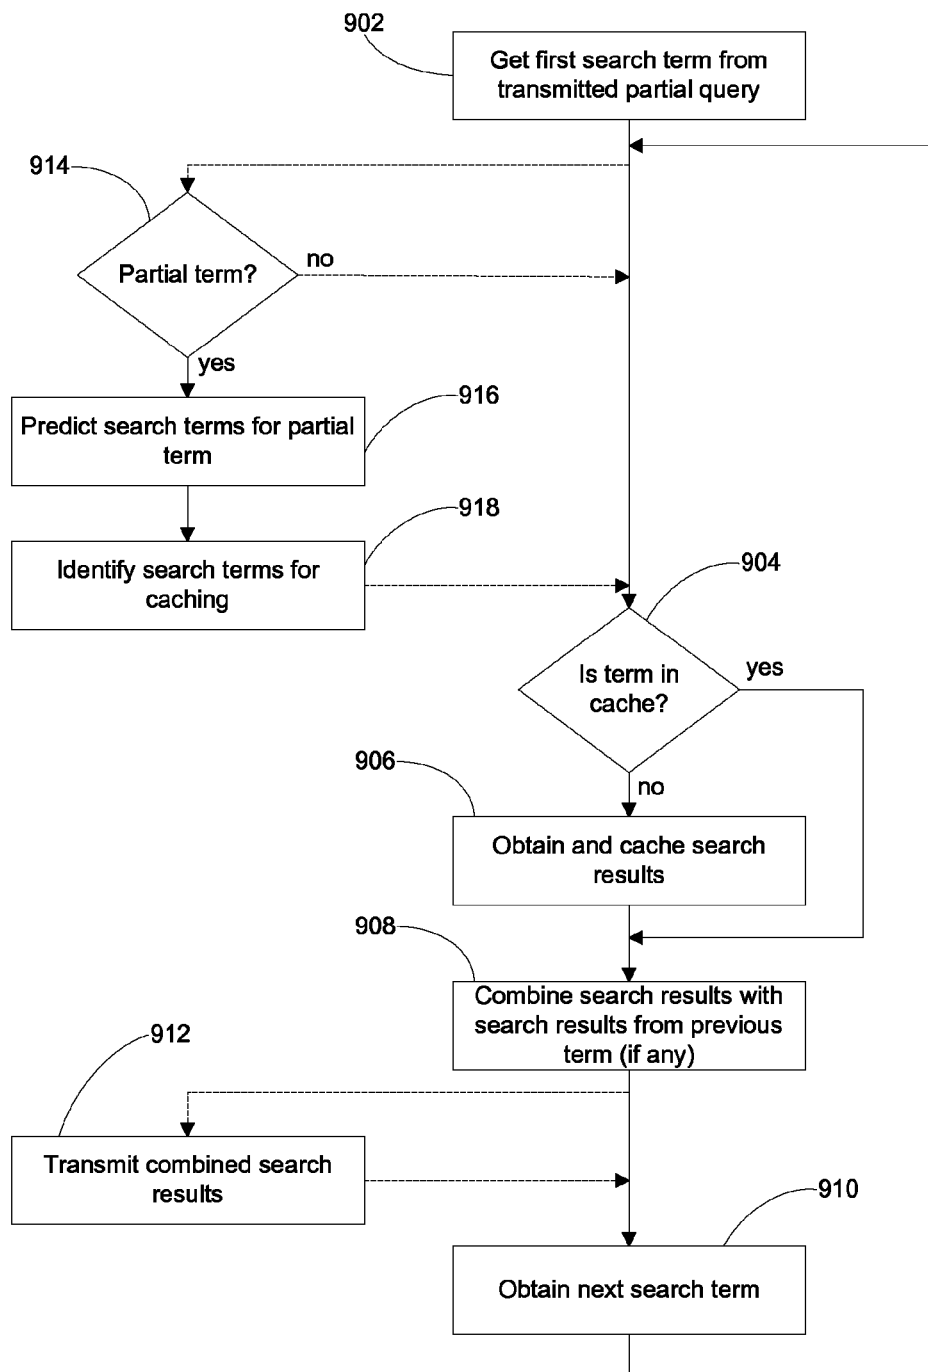 902
Get first search term from
transmitted partial query
914
Partial term?
no
yes
916
Predict search terms for partial
term
918
Identify search terms for
caching
904
Is term in
cache?
yes
906
no
Obtain and cache search
results
908
Combine search results with
search results from previous
term (if any)
912
Transmit combined search
results
910
Obtain next search term